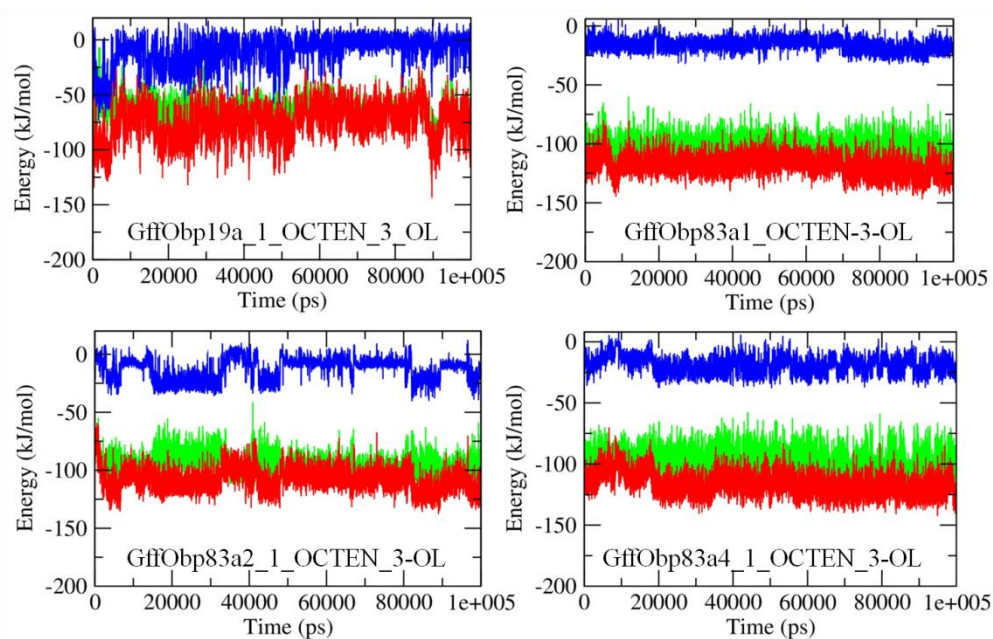 0
-50
-100
-150
-200
Energy (kJ/mol)
GffObp19a_1_OCTEN_3_OL
0 20000 40000 60000 80000 1e+005
Time (ps)
0
-50
-100
-150
-200
Energy (kJ/mol)
GffObp83a1_OCTEN-3-OL
0 20000 40000 60000 80000 1e+005
Time (ps)
0
-50
-100
-150
-200
Energy (kJ/mol)
GffObp83a2_1_OCTEN_3-OL
0 20000 40000 60000 80000 1e+005
Time (ps)
0
-50
-100
-150
-200
Energy (kJ/mol)
GffObp83a4_1_OCTEN_3-OL
0 20000 40000 60000 80000 1e+005
Time (ps)